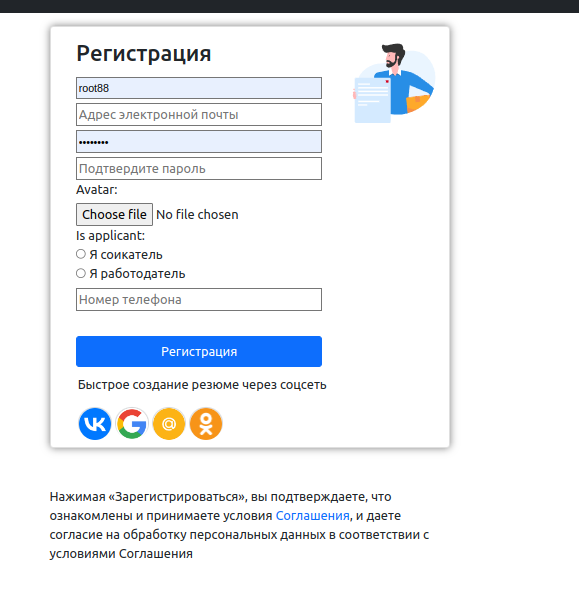 Регистрация
root88
Адрес электронной почты
••••••••
Подтвердите пароль
Avatar:
Choose file No file chosen
Is applicant:
Я соикатель
Я работодатель
Номер телефона
Регистрация
Быстрое создание резюме через соцсеть
Нажимая «Зарегистрироваться», вы подтверждаете, что
ознакомлены и принимаете условия Соглашения, и даете
согласие на обработку персональных данных в соответствии с
условиями Соглашения